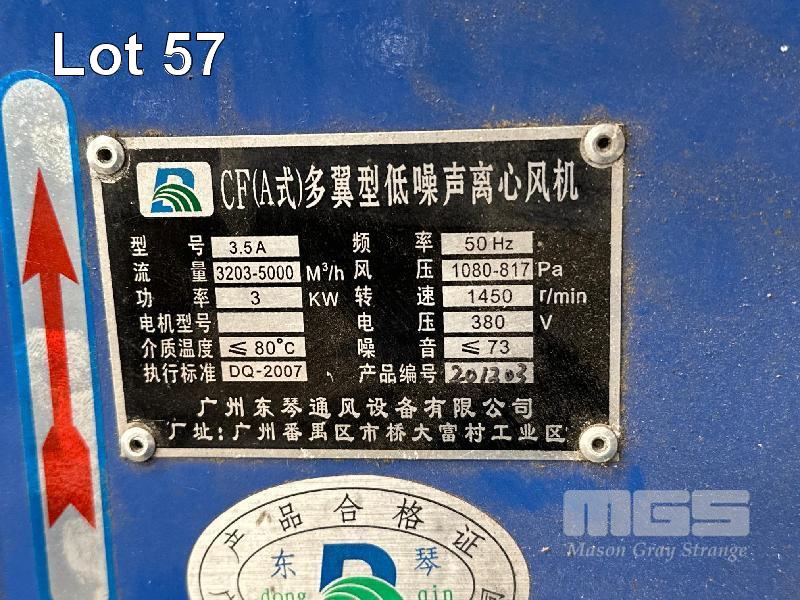 Lot 57
CF(A式)多翼型低噪声离心风机
型 号 3.5A 频 率 50 Hz
流 量 3203-5000 M³/h 风 压 1080-817 Pa
功 率 3 KW 转 速 1450 r/min
电机型号 电 压 380 V
介质温度 ≤ 80°C 噪 音 ≤ 73
执行标准 DQ-2007 产品编号 201303
广州东琴通风设备有限公司
厂址:广州番禺区市桥大富村工业区
产品合格证
东 琴
dong qin
MGS
Mason Gray Strange